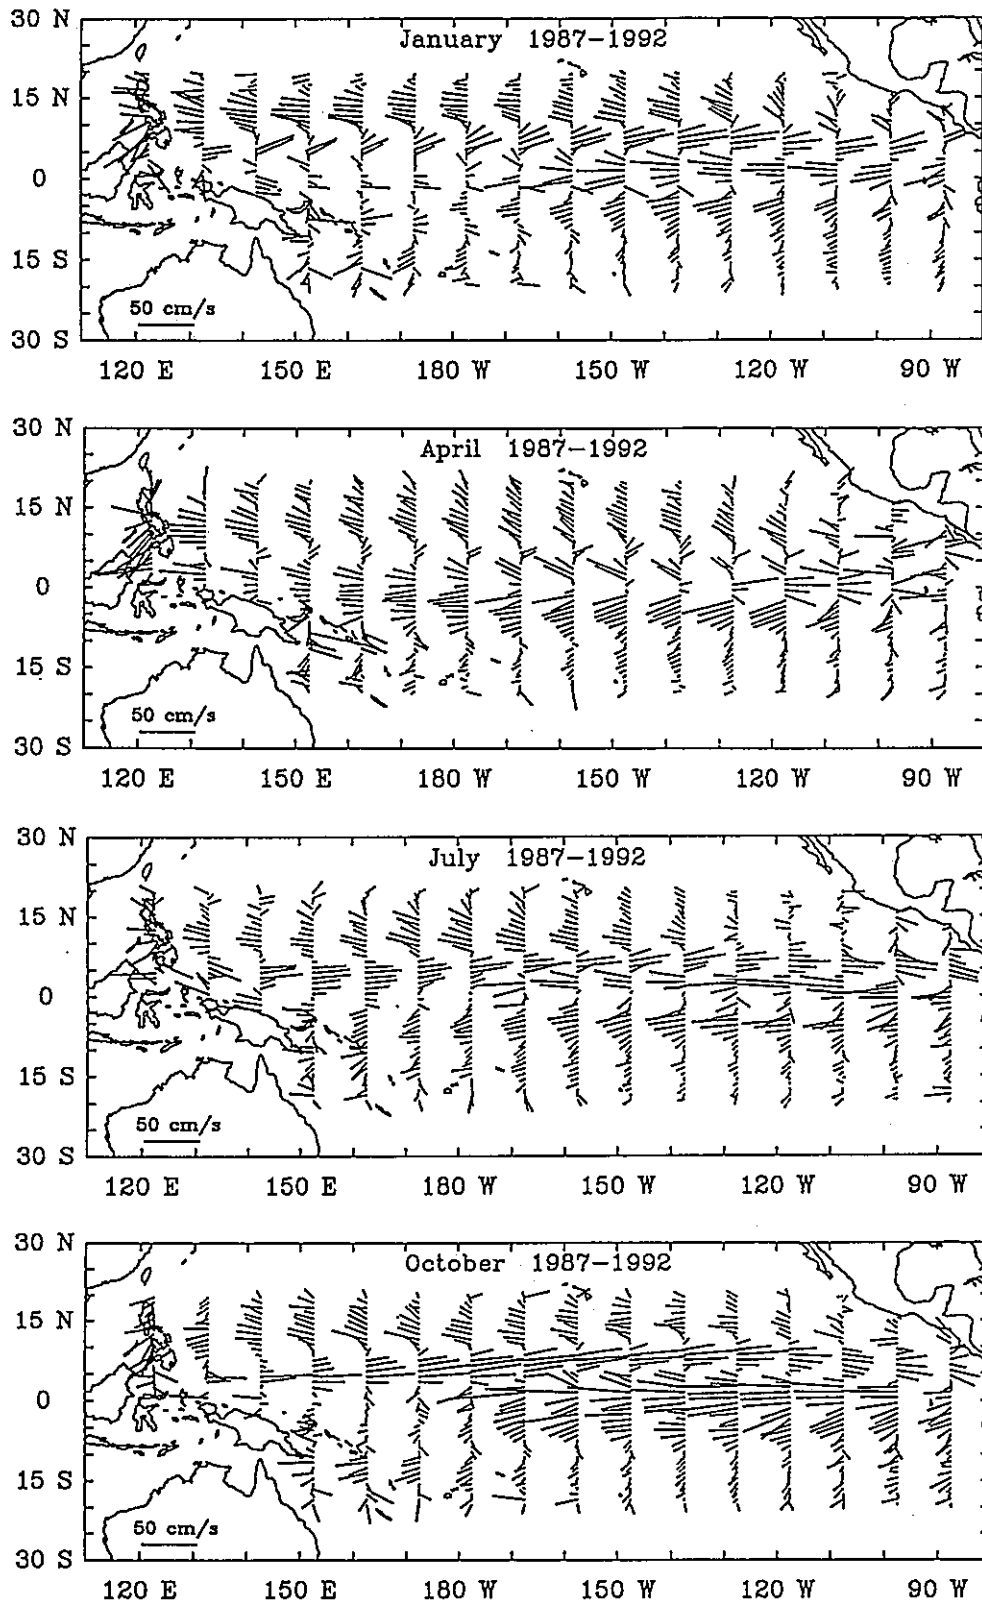 30 N
January 1987-1992
15 N
0
15 S
50 cm/s
30 S
120 E 150 E 180 W 150 W 120 W 90 W
30 N
April 1987-1992
15 N
0
15 S
50 cm/s
30 S
120 E 150 E 180 W 150 W 120 W 90 W
30 N
July 1987-1992
15 N
0
15 S
50 cm/s
30 S
120 E 150 E 180 W 150 W 120 W 90 W
30 N
October 1987-1992
15 N
0
15 S
50 cm/s
30 S
120 E 150 E 180 W 150 W 120 W 90 W